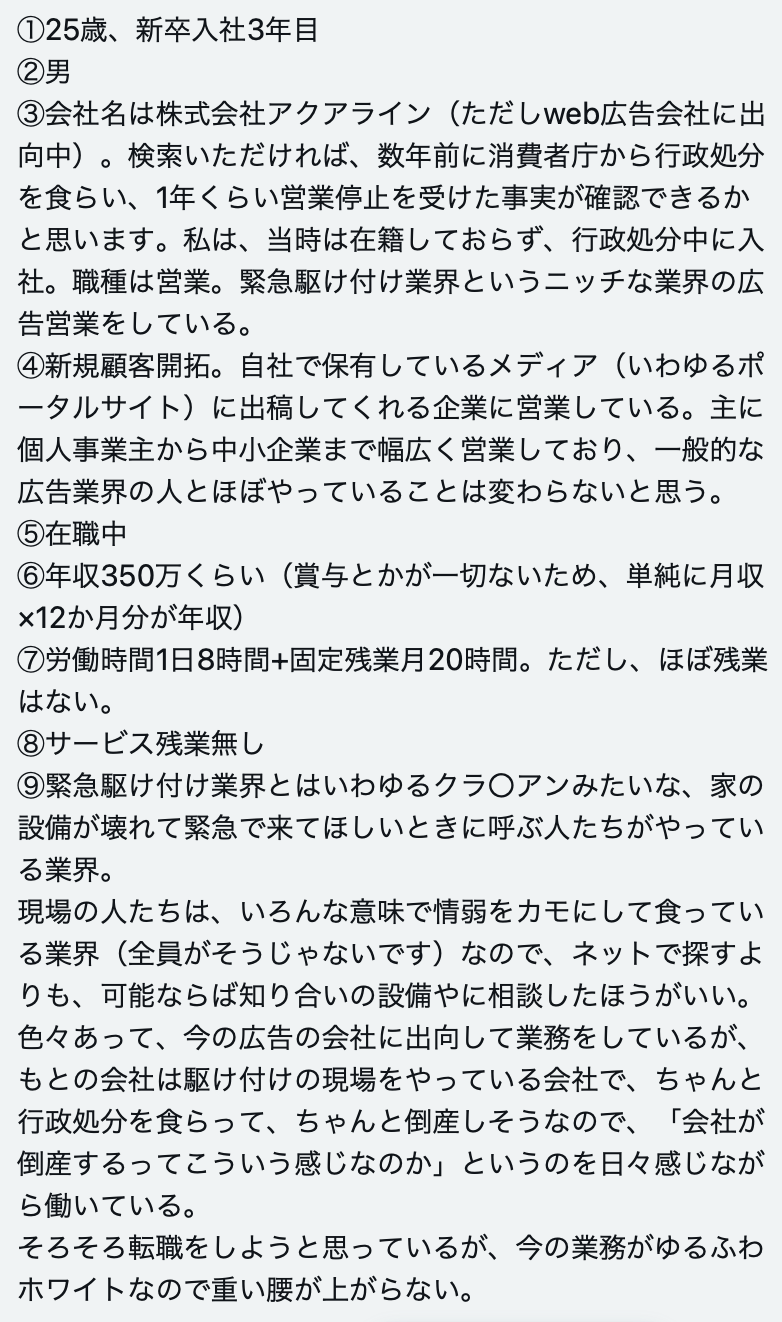 ①25歳、新卒入社3年目
②男
③会社名は株式会社アクアライン（ただしweb広告会社に出
向中）。検索いただければ、数年前に消費者庁から行政処分
を食らい、1年くらい営業停止を受けた事実が確認できるか
と思います。私は、当時は在籍しておらず、行政処分中に入
社。職種は営業。緊急駆け付け業界というニッチな業界の広
告営業をしている。
④新規顧客開拓。自社で保有しているメディア（いわゆるポ
ータルサイト）に出稿してくれる企業に営業している。主に
個人事業主から中小企業まで幅広く営業しており、一般的な
広告業界の人とほぼやっていることは変わらないと思う。
⑤在職中
⑥年収350万くらい（賞与とかが一切ないため、単純に月収
×12か月分が年収）
⑦労働時間1日8時間+固定残業月20時間。ただし、ほぼ残業
はない。
⑧サービス残業無し
⑨緊急駆け付け業界とはいわゆるクラ〇アンみたいな、家の
設備が壊れて緊急で来てほしいときに呼ぶ人たちがやってい
る業界。
現場の人たちは、いろんな意味で情弱をカモにして食ってい
る業界（全員がそうじゃないです）なので、ネットで探すよ
りも、可能ならば知り合いの設備やに相談したほうがいい。
色々あって、今の広告の会社に出向して業務をしているが、
もとの会社は駆け付けの現場をやっている会社で、ちゃんと
行政処分を食らって、ちゃんと倒産しそうなので、「会社が
倒産するってこういう感じなのか」というのを日々感じなが
ら働いている。
そろそろ転職をしようと思っているが、今の業務がゆるふわ
ホワイトなので重い腰が上がらない。